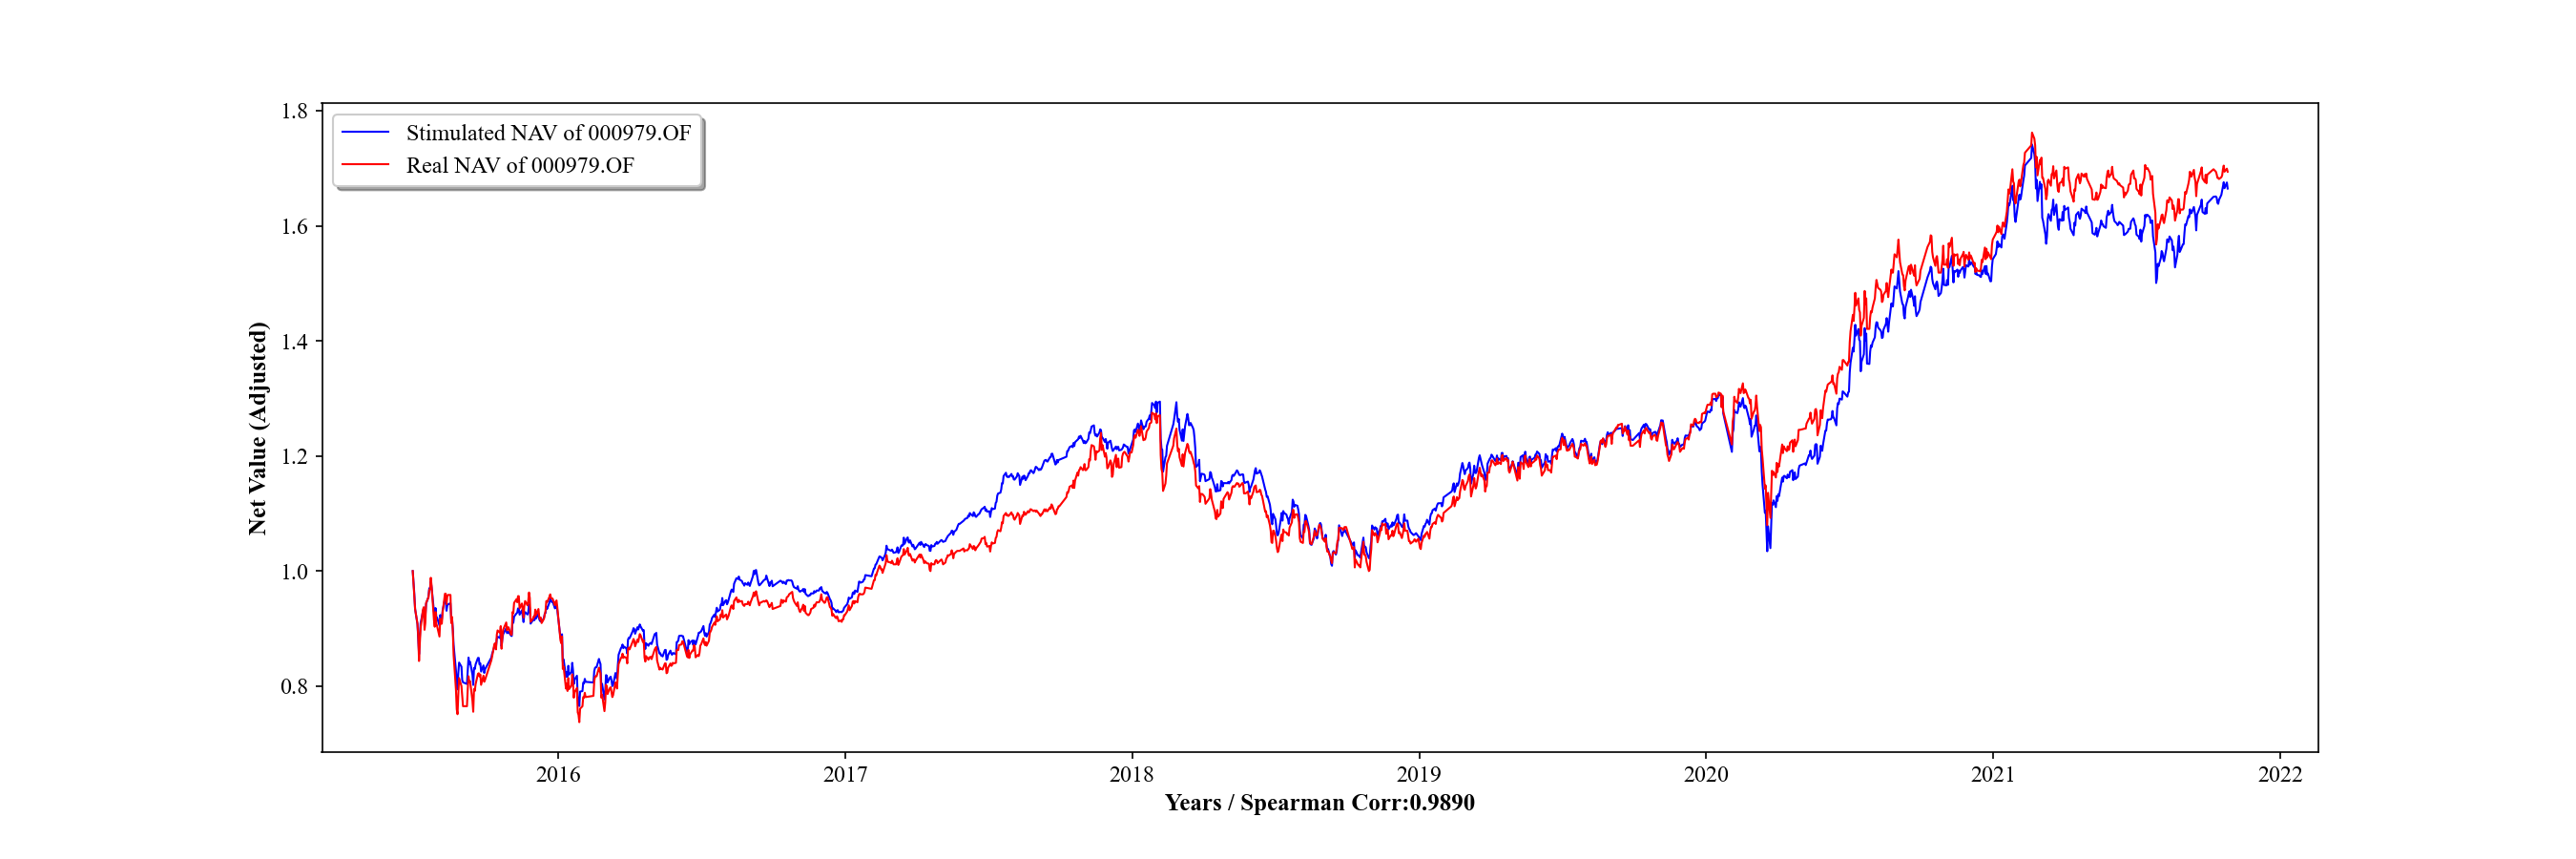 Stimulated NAV of 000979.OF
Real NAV of 000979.OF
Net Value (Adjusted)
1.8
1.6
1.4
1.2
1.0
0.8
2016 2017 2018 2019 2020 2021 2022
Years / Spearman Corr:0.9890